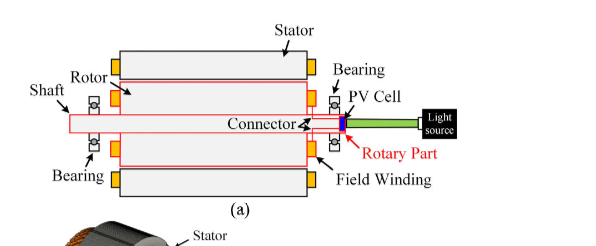 Stator
Bearing
Rotor
Shaft
PV Cell
Light
source
Connector
Rotary Part
Bearing
Field Winding
(a)
Stator